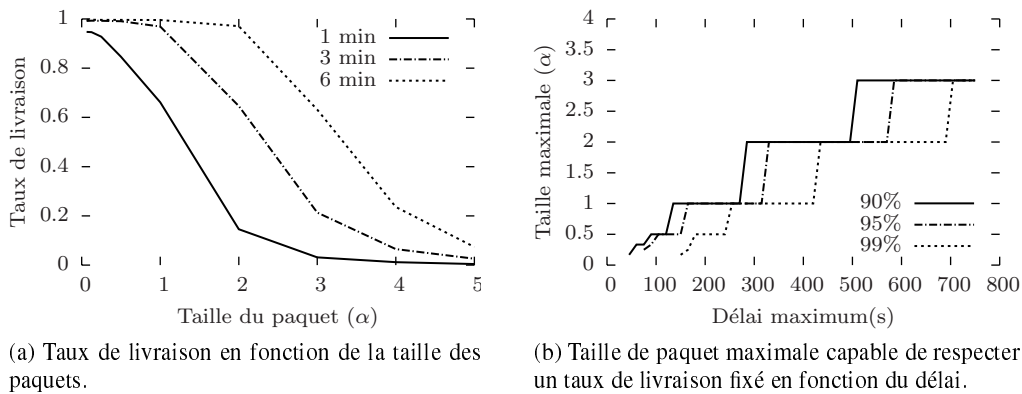 Taux de livraison
1
0.8
0.6
0.4
0.2
0
0 1 2 3 4 5
1 min
3 min
6 min
Taille du paquet (α)
(a) Taux de livraison en fonction de la taille des
paquets.
Taille maximale (α)
4
3.5
3
2.5
2
1.5
1
0.5
0
0 100 200 300 400 500 600 700 800
90%
95%
99%
Délai maximum(s)
(b) Taille de paquet maximale capable de respecter
un taux de livraison fixé en fonction du délai.